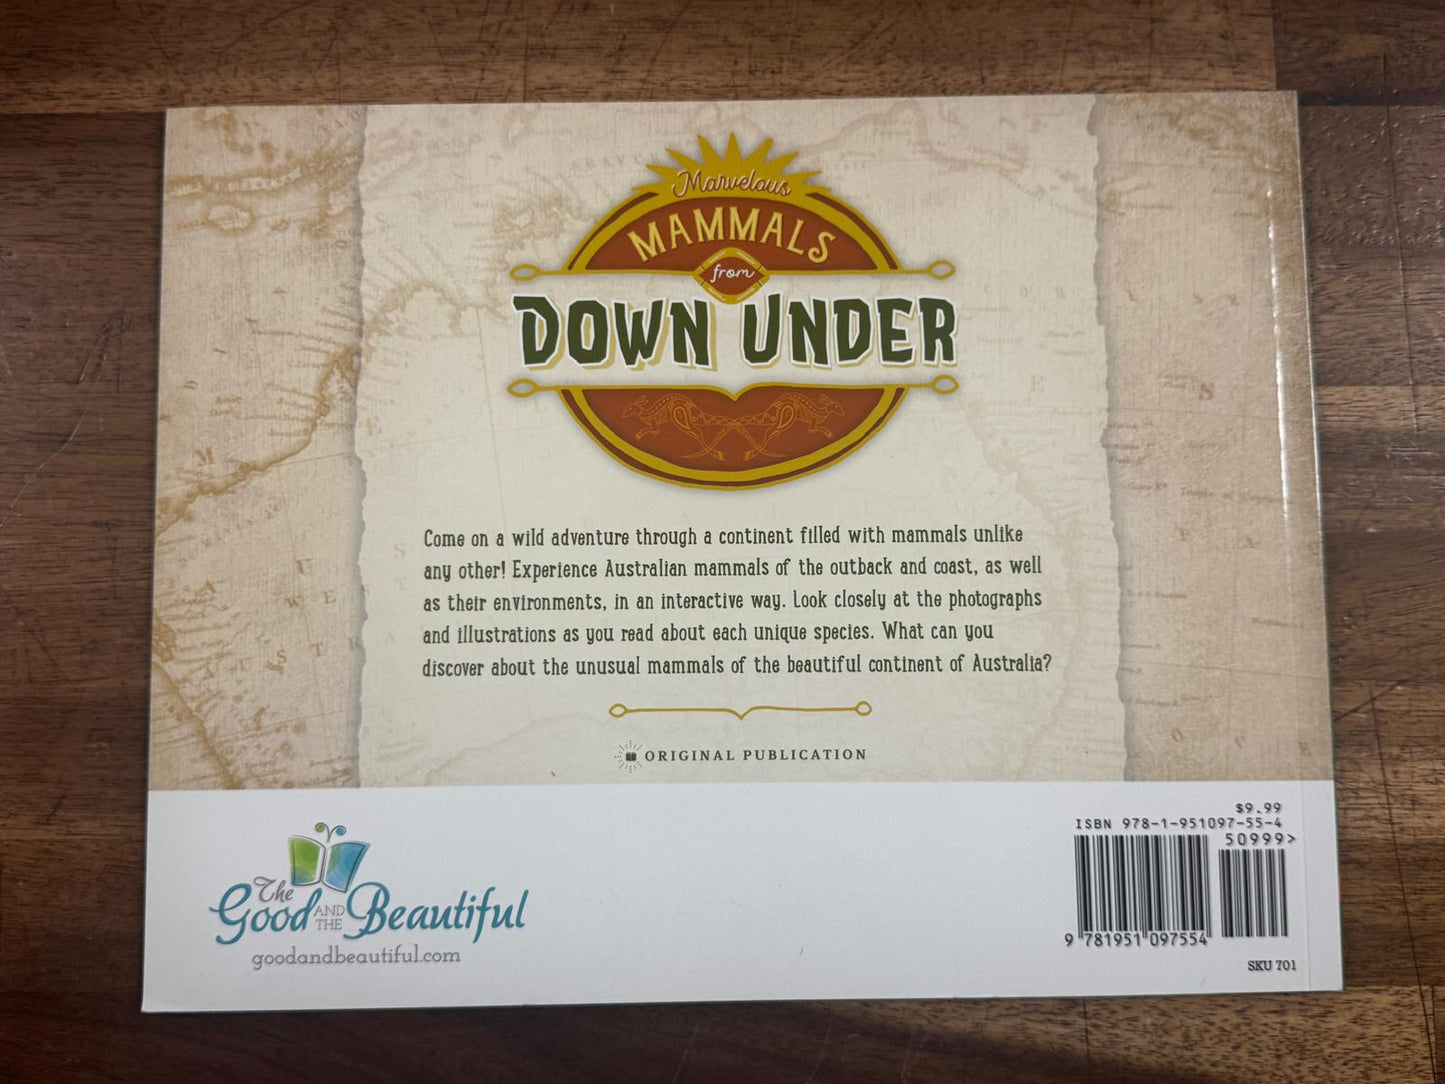 Marvelous
MAMMALS
from
DOWN UNDER
Come on a wild adventure through a continent filled with mammals unlike
any other! Experience Australian mammals of the outback and coast, as well
as their environments, in an interactive way. Look closely at the photographs
and illustrations as you read about each unique species. What can you
discover about the unusual mammals of the beautiful continent of Australia?
ORIGINAL PUBLICATION
$9.99
ISBN 978-1-951097-55-4
50999>
9 781951 097554
SKU 701
The
Good AND THE Beautiful
goodandbeautiful.com